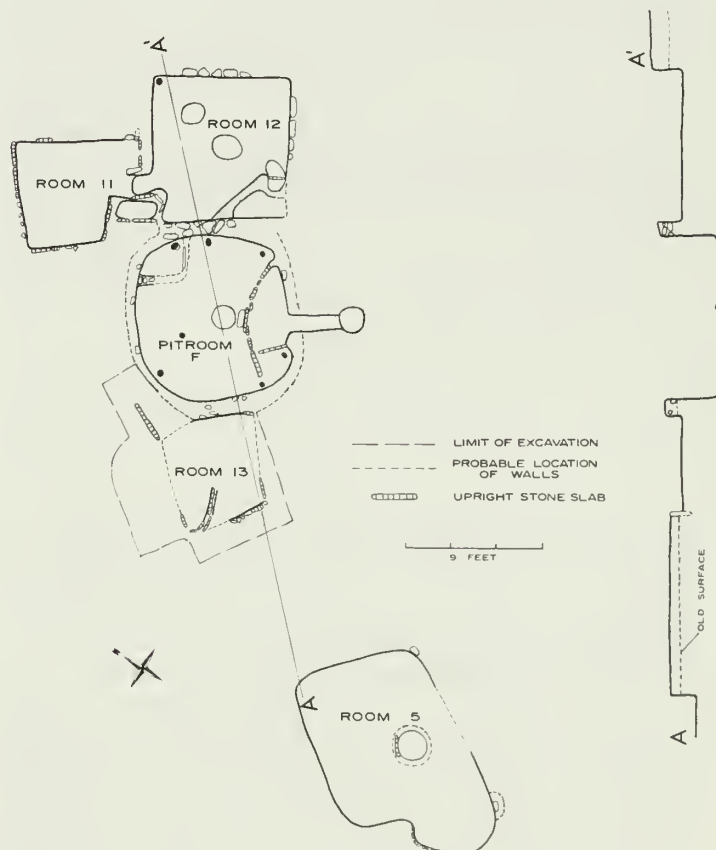 A'
A'
ROOM 12
ROOM 11
PITROOM
F
LIMIT OF EXCAVATION
PROBABLE LOCATION
OF WALLS
ROOM 13
UPRIGHT STONE SLAB
9 FEET
OLD SURFACE
A
ROOM 5
A